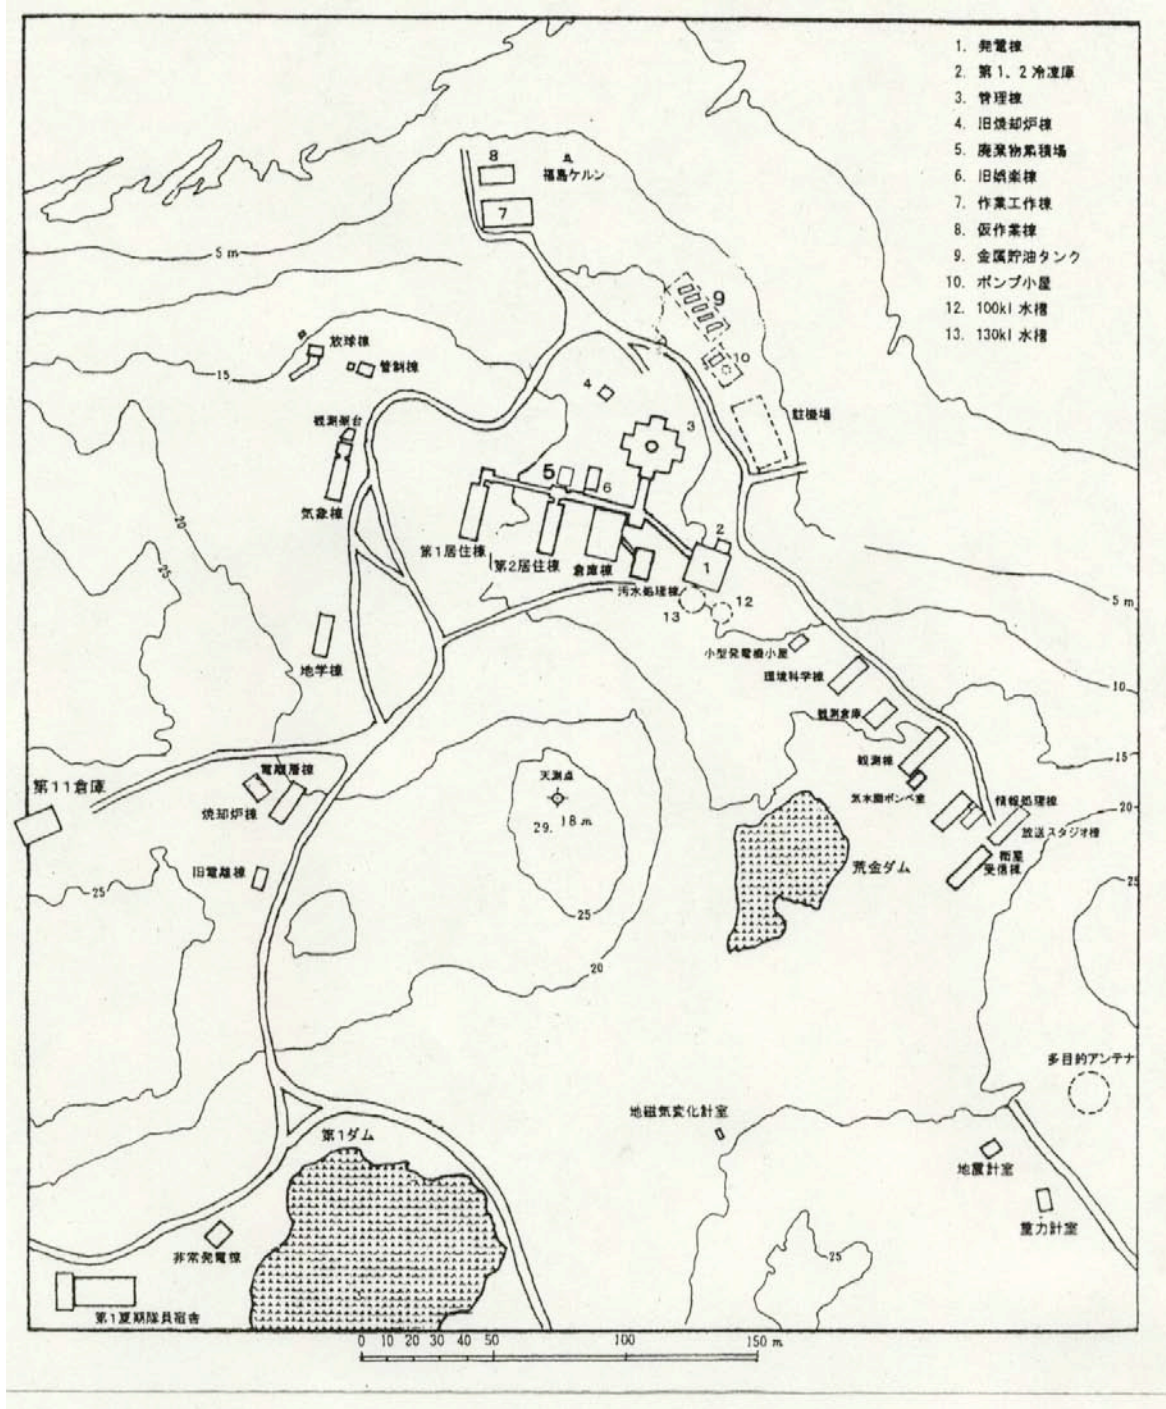 1. 発電棟
2. 第1、2冷凍庫
3. 管理棟
4. 旧焼却炉棟
5. 廃棄物集積場
6. 旧娯楽棟
7. 作業工作棟
8. 仮作業棟
9. 金属貯油タンク
10. ポンプ小屋
12. 100kl 水槽
13. 130kl 水槽
8
福島ケルン
7
5 m
9
放球棟
10
管制棟
15
4
駐機場
観測架台
3
5
6
気象棟
20
2
第1居住棟
第2居住棟
倉庫棟
1
25
汚水処理棟
5 m
12
13
小型発電機小屋
地学棟
環境科学棟
10
観測倉庫
15
観測棟
電離層棟
天測点
第11倉庫
気水圏ボンベ室
情報処理棟
20
焼却炉棟
29. 18 m
放送スタジオ棟
衛星
受信棟
旧電離棟
荒金ダム
25
25
25
20
多目的アンテナ
地磁気変化計室
第1ダム
地震計室
重力計室
非常発電棟
25
第1夏期隊員宿舎
0 10 20 30 40 50 100 150 m